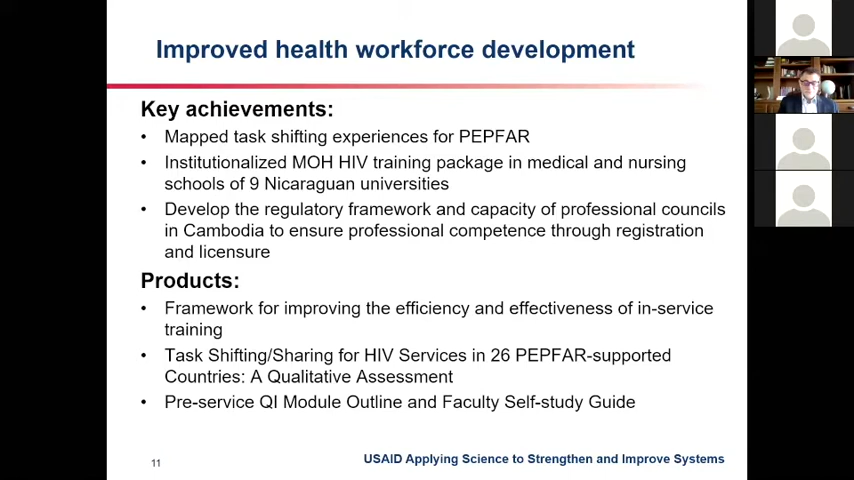 Improved health workforce development
Key achievements:
• Mapped task shifting experiences for PEPFAR
• Institutionalized MOH HIV training package in medical and nursing
schools of 9 Nicaraguan universities
• Develop the regulatory framework and capacity of professional councils
in Cambodia to ensure professional competence through registration
and licensure
Products:
• Framework for improving the efficiency and effectiveness of in-service
training
• Task Shifting/Sharing for HIV Services in 26 PEPFAR-supported
Countries: A Qualitative Assessment
• Pre-service QI Module Outline and Faculty Self-study Guide
11
USAID Applying Science to Strengthen and Improve Systems